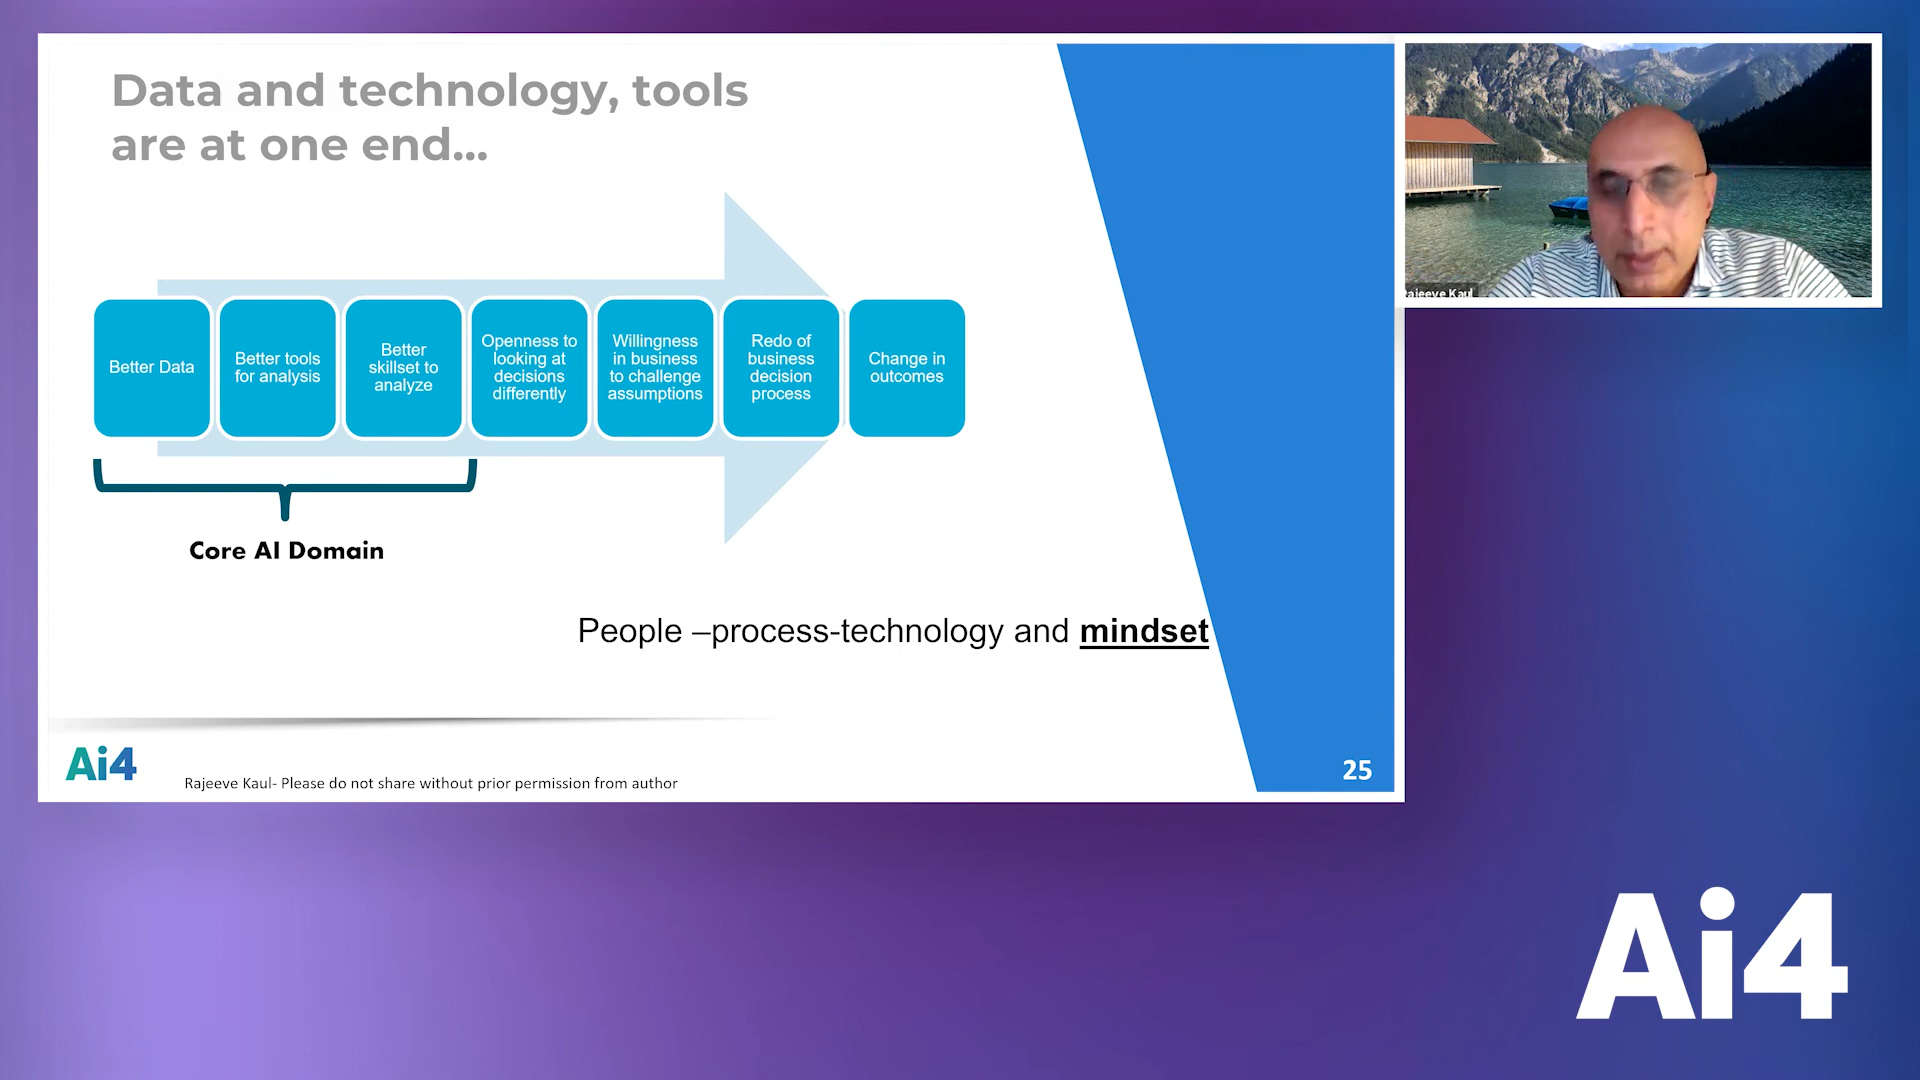 Data and technology, tools
are at one end...
Better Data
Better tools
for analysis
Better
skillset to
analyze
Openness to
looking at
decisions
differently
Willingness
in business
to challenge
assumptions
Redo of
business
decision
process
Change in
outcomes
Core AI Domain
People –process-technology and mindset
Ai4
Rajeeve Kaul- Please do not share without prior permission from author
25
Rajeeve Kaul
Ai4